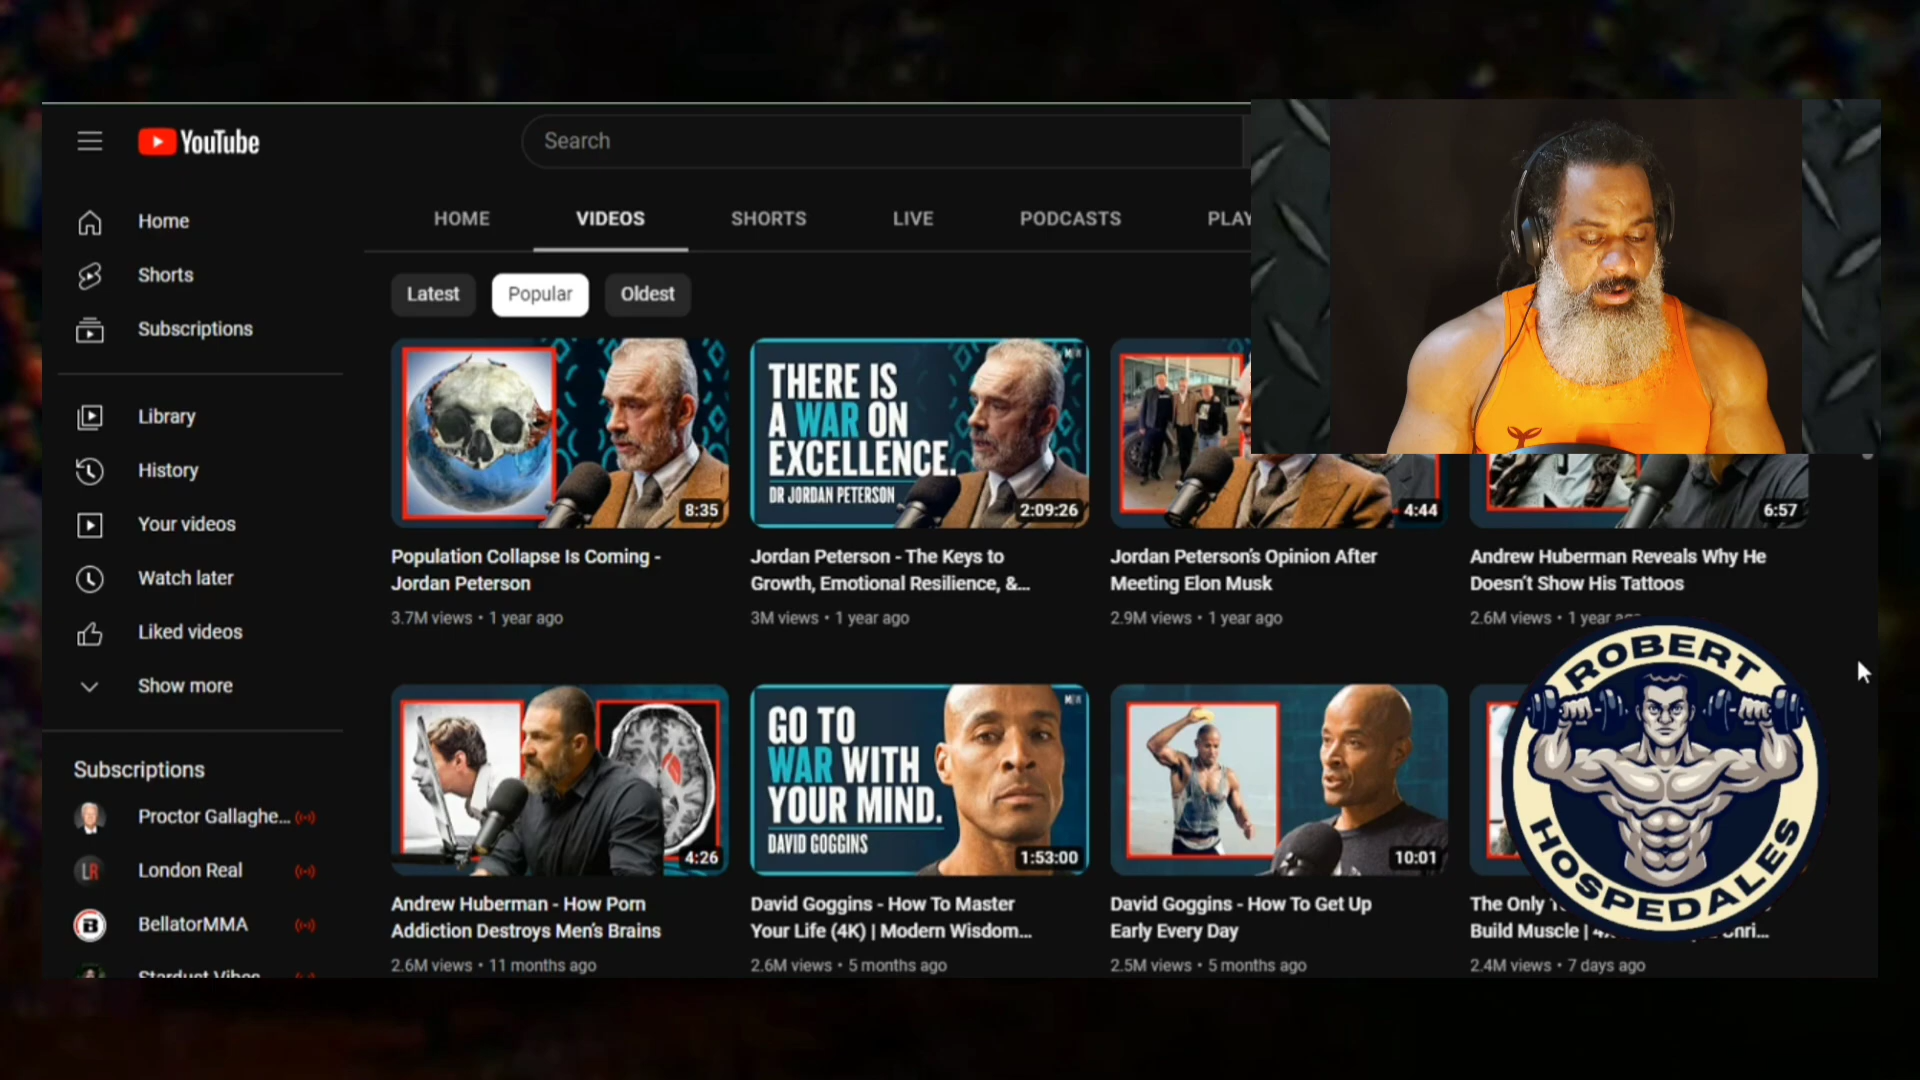 YouTube
Search
Home
Shorts
Subscriptions
Library
History
Your videos
Watch later
Liked videos
Show more
Subscriptions
Proctor Gallaghe...
London Real
BellatorMMA
Stardust Vibes
HOME
VIDEOS
SHORTS
LIVE
PODCASTS
PLAY
Latest
Popular
Oldest
8:35
THERE IS
A WAR ON
EXCELLENCE.
DR JORDAN PETERSON
2:09:26
4:44
6:57
Population Collapse Is Coming -
Jordan Peterson
3.7M views • 1 year ago
Jordan Peterson - The Keys to
Growth, Emotional Resilience, &...
3M views • 1 year ago
Jordan Peterson's Opinion After
Meeting Elon Musk
2.9M views • 1 year ago
Andrew Huberman Reveals Why He
Doesn't Show His Tattoos
2.6M views • 1 year ago
4:26
GO TO
WAR WITH
YOUR MIND.
DAVID GOGGINS
1:53:00
10:01
Andrew Huberman - How Porn
Addiction Destroys Men's Brains
2.6M views • 11 months ago
David Goggins - How To Master
Your Life (4K) | Modern Wisdom...
2.6M views • 5 months ago
David Goggins - How To Get Up
Early Every Day
2.5M views • 5 months ago
The Only
Build Muscle |
2.4M views • 7 days ago
ROBERT
HOSPEDALES